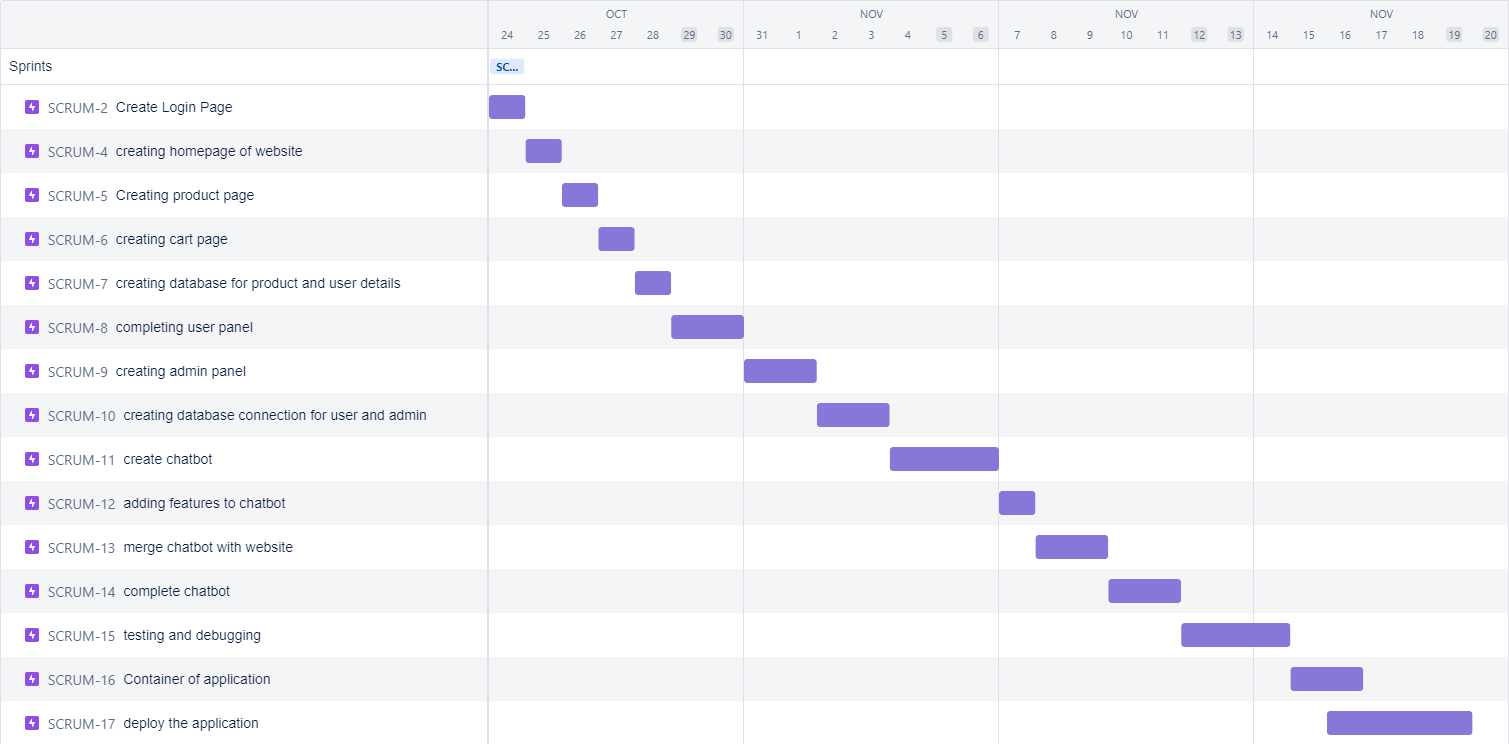 OCT NOV NOV NOV
24 25 26 27 28 29 30 31 1 2 3 4 5 6 7 8 9 10 11 12 13 14 15 16 17 18 19 20
Sprints SC...
SCRUM-2 Create Login Page
SCRUM-4 creating homepage of website
SCRUM-5 Creating product page
SCRUM-6 creating cart page
SCRUM-7 creating database for product and user details
SCRUM-8 completing user panel
SCRUM-9 creating admin panel
SCRUM-10 creating database connection for user and admin
SCRUM-11 create chatbot
SCRUM-12 adding features to chatbot
SCRUM-13 merge chatbot with website
SCRUM-14 complete chatbot
SCRUM-15 testing and debugging
SCRUM-16 Container of application
SCRUM-17 deploy the application